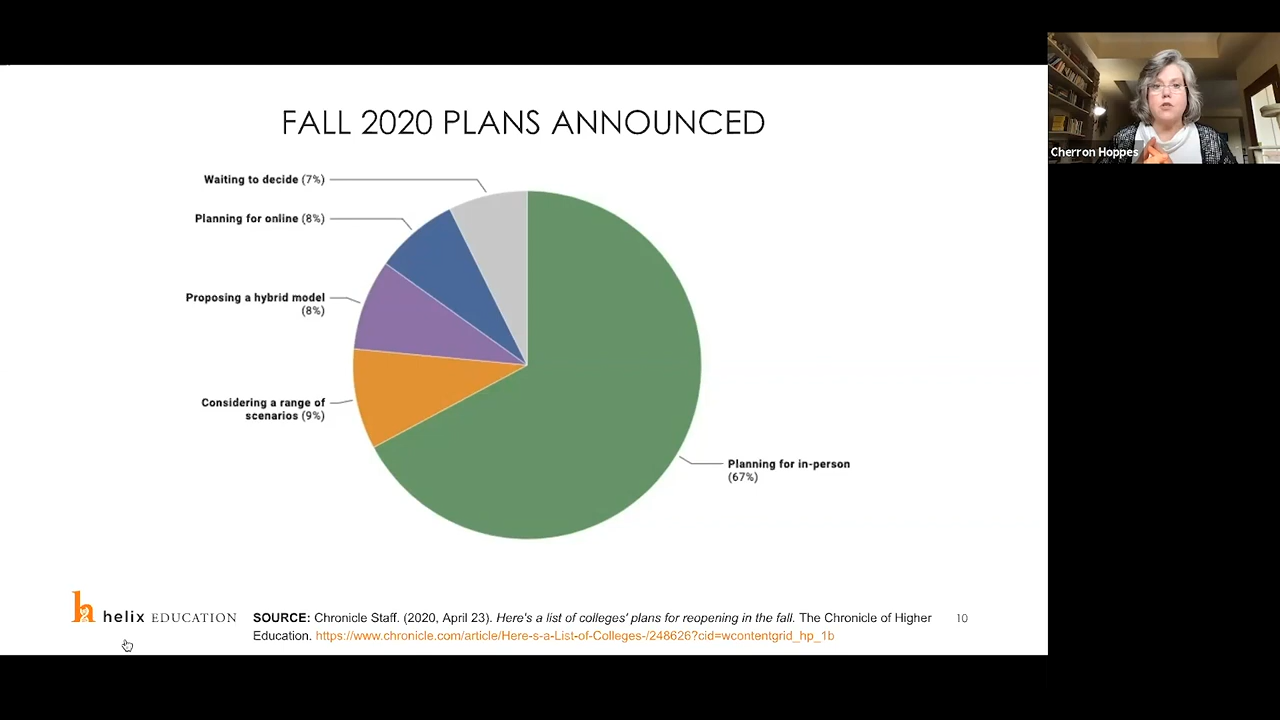 FALL 2020 PLANS ANNOUNCED
Waiting to decide (7%)
Planning for online (8%)
Proposing a hybrid model
(8%)
Considering a range of
scenarios (9%)
Planning for in-person
(67%)
helix EDUCATION
SOURCE: Chronicle Staff. (2020, April 23). Here's a list of colleges' plans for reopening in the fall. The Chronicle of Higher
Education. https://www.chronicle.com/article/Here-s-a-List-of-Colleges-/248626?cid=wcontentgrid_hp_1b
10
Cherron Hoppes